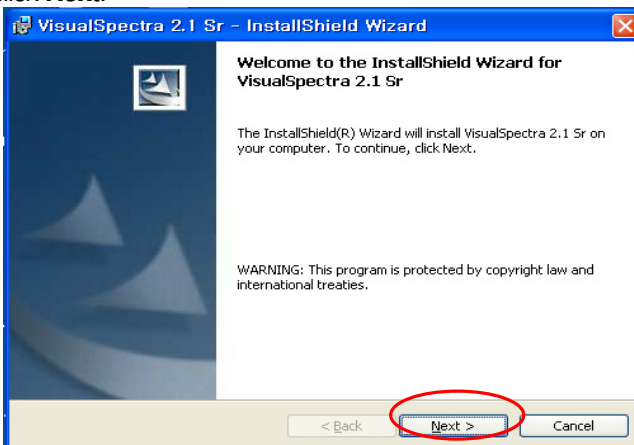 VisualSpectra 2.1 Sr - InstallShield Wizard
Welcome to the InstallShield Wizard for
VisualSpectra 2.1 Sr
The InstallShield(R) Wizard will install VisualSpectra 2.1 Sr on
your computer. To continue, click Next.
WARNING: This program is protected by copyright law and
international treaties.
< Back Next > Cancel